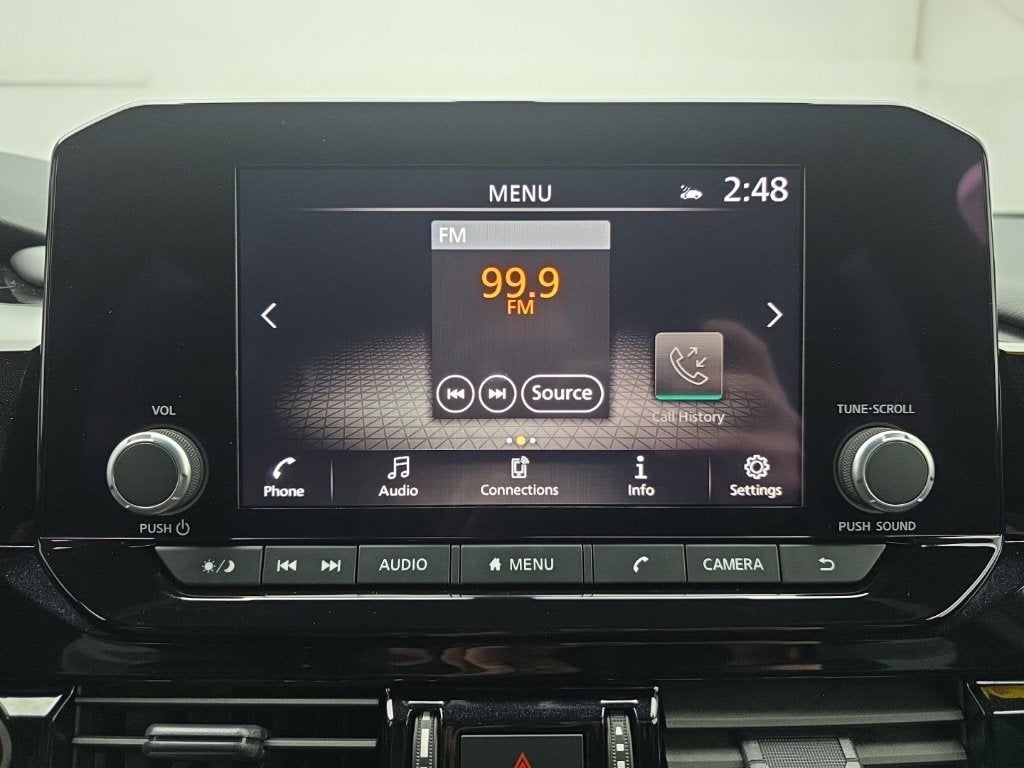 MENU 2:48
FM
99.9
FM
Source
Call History
Phone Audio Connections Info Settings
VOL
PUSH
TUNE·SCROLL
PUSH SOUND
AUDIO MENU CAMERA